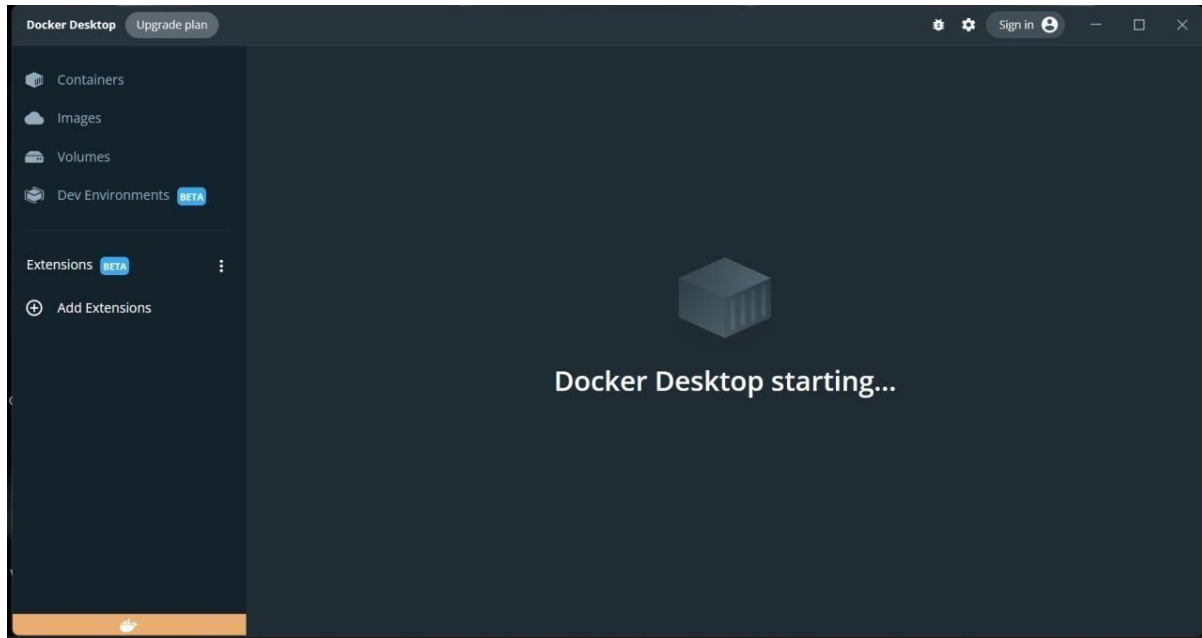 Docker Desktop Upgrade plan Sign in
Containers
Images
Volumes
Dev Environments BETA
Extensions BETA
Add Extensions
Docker Desktop starting...